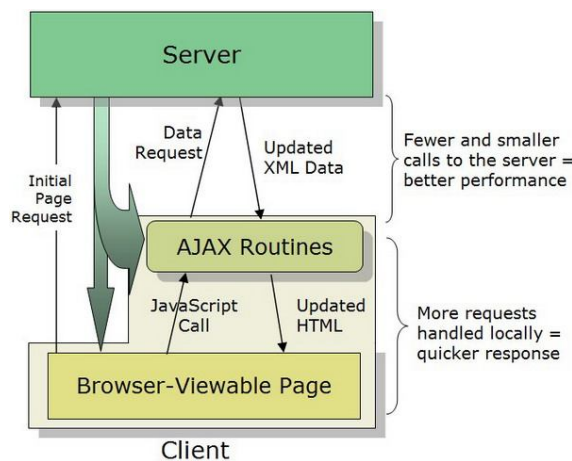 Server
Data
Request
Updated
XML Data
Initial
Page
Request
Fewer and smaller
calls to the server =
better performance
AJAX Routines
JavaScript
Call
Updated
HTML
More requests
handled locally =
quicker response
Browser-Viewable Page
Client